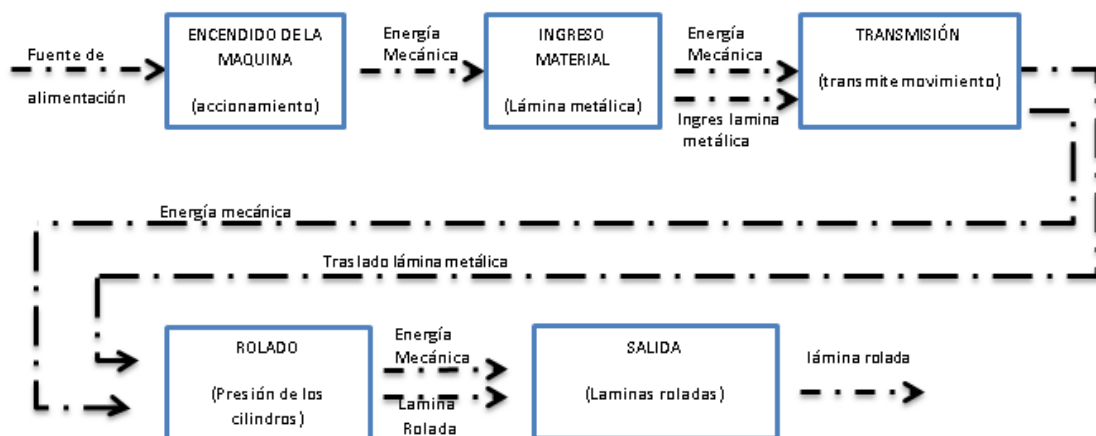 Fuente de
alimentación
ENCENDIDO DE LA
MAQUINA
(accionamiento)
Energía
Mecánica
INGRESO
MATERIAL
(Lámina metálica)
Energía
Mecánica
Ingres lamina
metálica
TRANSMISIÓN
(transmite movimiento)
Energía mecánica
Traslado lámina metálica
ROLADO
(Presión de los
cilindros)
Energía
Mecánica
Lamina
Rolada
SALIDA
(Laminas roladas)
lámina rolada